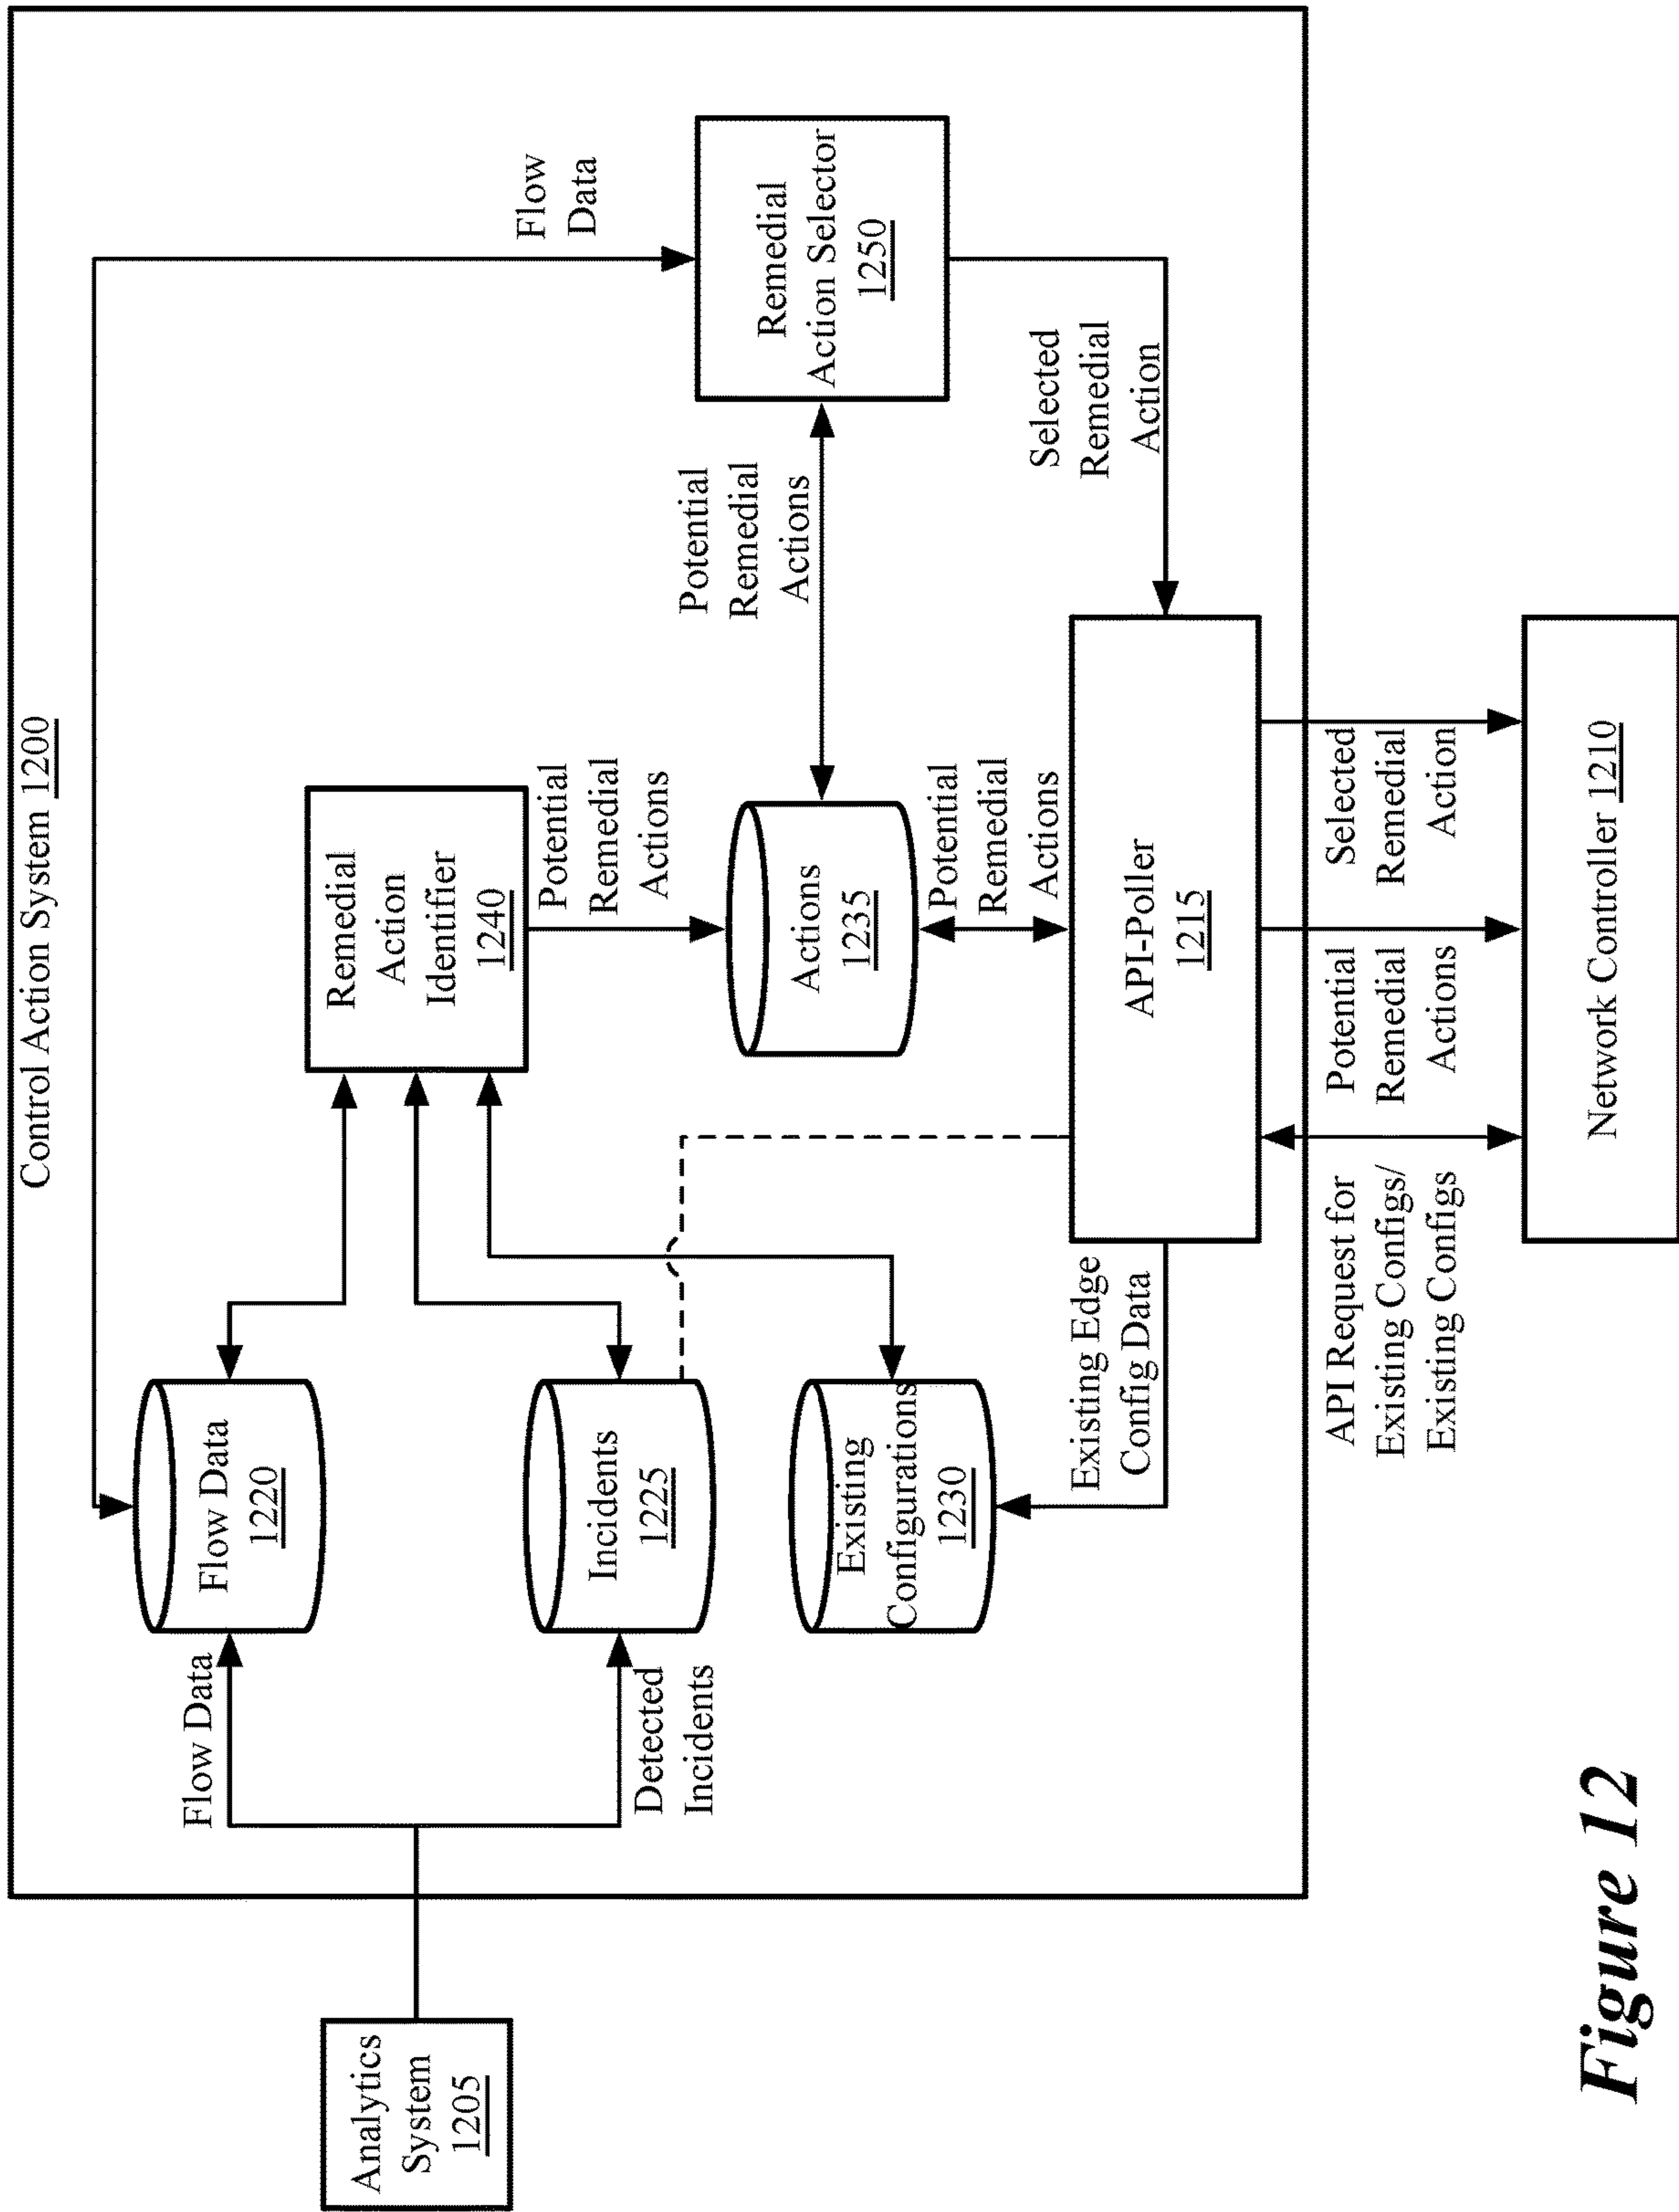 Control Action System 1200
Flow
Data
Flow Data
Flow Data
1220
Remedial
Action
Identifier
1240
Analytics
System
1205
Detected
Incidents
Incidents
1225
Potential
Remedial
Actions
Potential
Remedial
Actions
Remedial
Action Selector
1250
Existing
Configurations
1230
Actions
1235
Potential
Remedial
Actions
Selected
Remedial
Action
Existing Edge
Config Data
API-Poller
1215
API Request for
Existing Configs/
Existing Configs
Potential
Remedial
Actions
Selected
Remedial
Action
Network Controller 1210
Figure 12